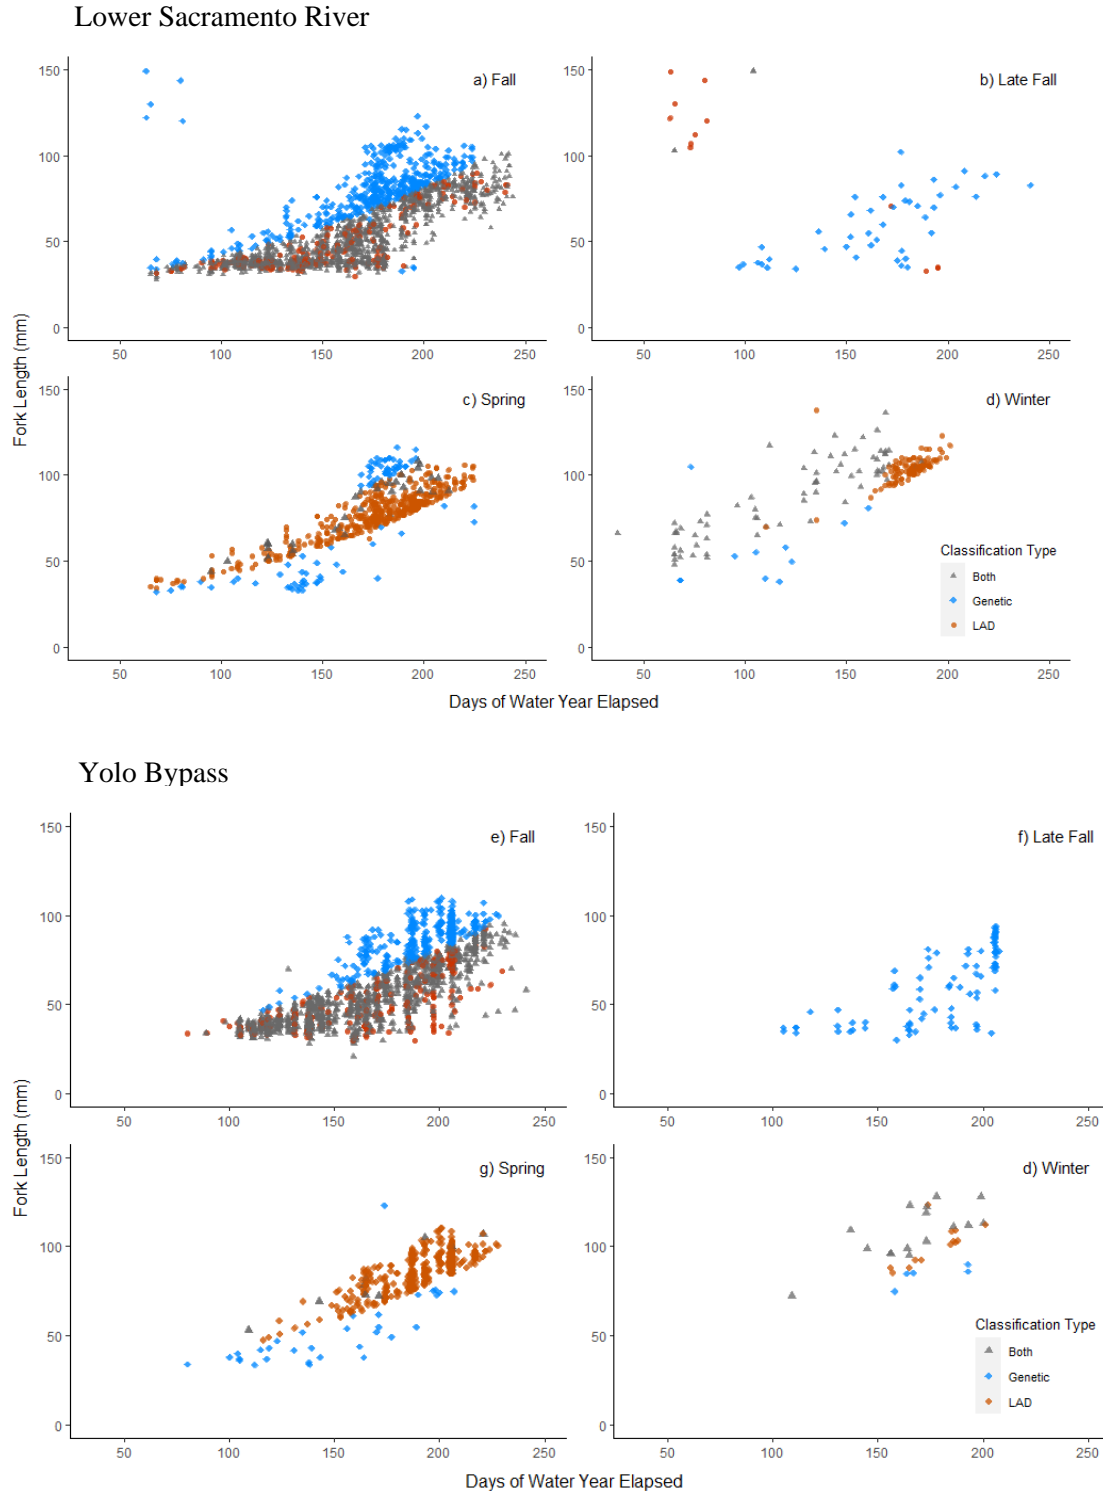 Lower Sacramento River
a) Fall
b) Late Fall
150
100
50
0
50 100 150 200 250
150
100
50
0
50 100 150 200 250
c) Spring
d) Winter
150
100
50
0
50 100 150 200 250
150
100
50
0
50 100 150 200 250
Classification Type
Both
Genetic
LAD
Fork Length (mm)
Days of Water Year Elapsed
Yolo Bypass
e) Fall
f) Late Fall
150
100
50
0
50 100 150 200 250
150
100
50
0
50 100 150 200 250
g) Spring
d) Winter
150
100
50
0
50 100 150 200 250
150
100
50
0
50 100 150 200 250
Classification Type
Both
Genetic
LAD
Fork Length (mm)
Days of Water Year Elapsed